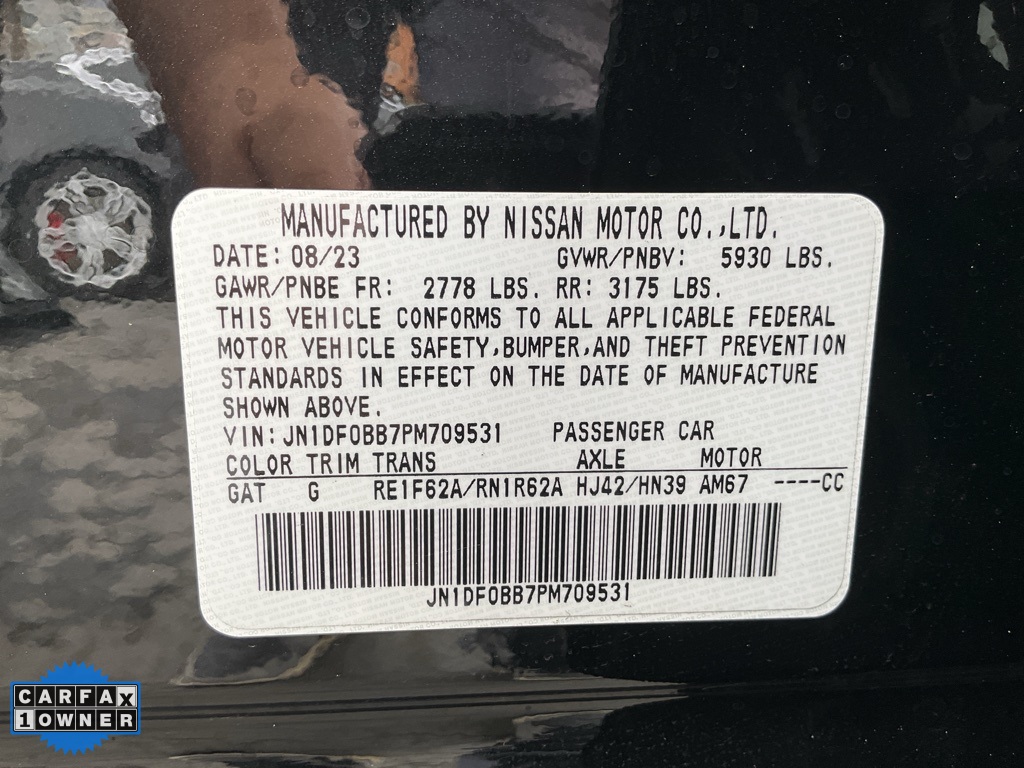 MANUFACTURED BY NISSAN MOTOR CO.,LTD.
DATE: 08/23 GVWR/PNBV: 5930 LBS.
GAWR/PNBE FR: 2778 LBS. RR: 3175 LBS.
THIS VEHICLE CONFORMS TO ALL APPLICABLE FEDERAL
MOTOR VEHICLE SAFETY,BUMPER,AND THEFT PREVENTION
STANDARDS IN EFFECT ON THE DATE OF MANUFACTURE
SHOWN ABOVE.
VIN: JN1DF0BB7PM709531 PASSENGER CAR
COLOR TRIM TRANS AXLE MOTOR
GAT G RE1F62A/RN1R62A HJ42/HN39 AM67 ----CC
JN1DF0BB7PM709531
CARFAX
1 OWNER